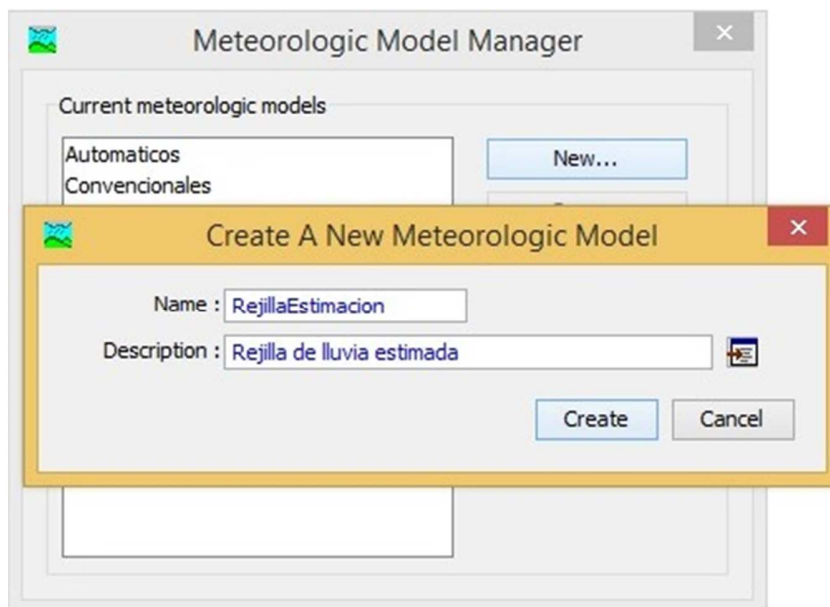 Meteorologic Model Manager
Current meteorologic models
Automaticos
Convencionales
New...
Create A New Meteorologic Model
Name : RejillaEstimacion
Description : Rejilla de lluvia estimada
Create Cancel